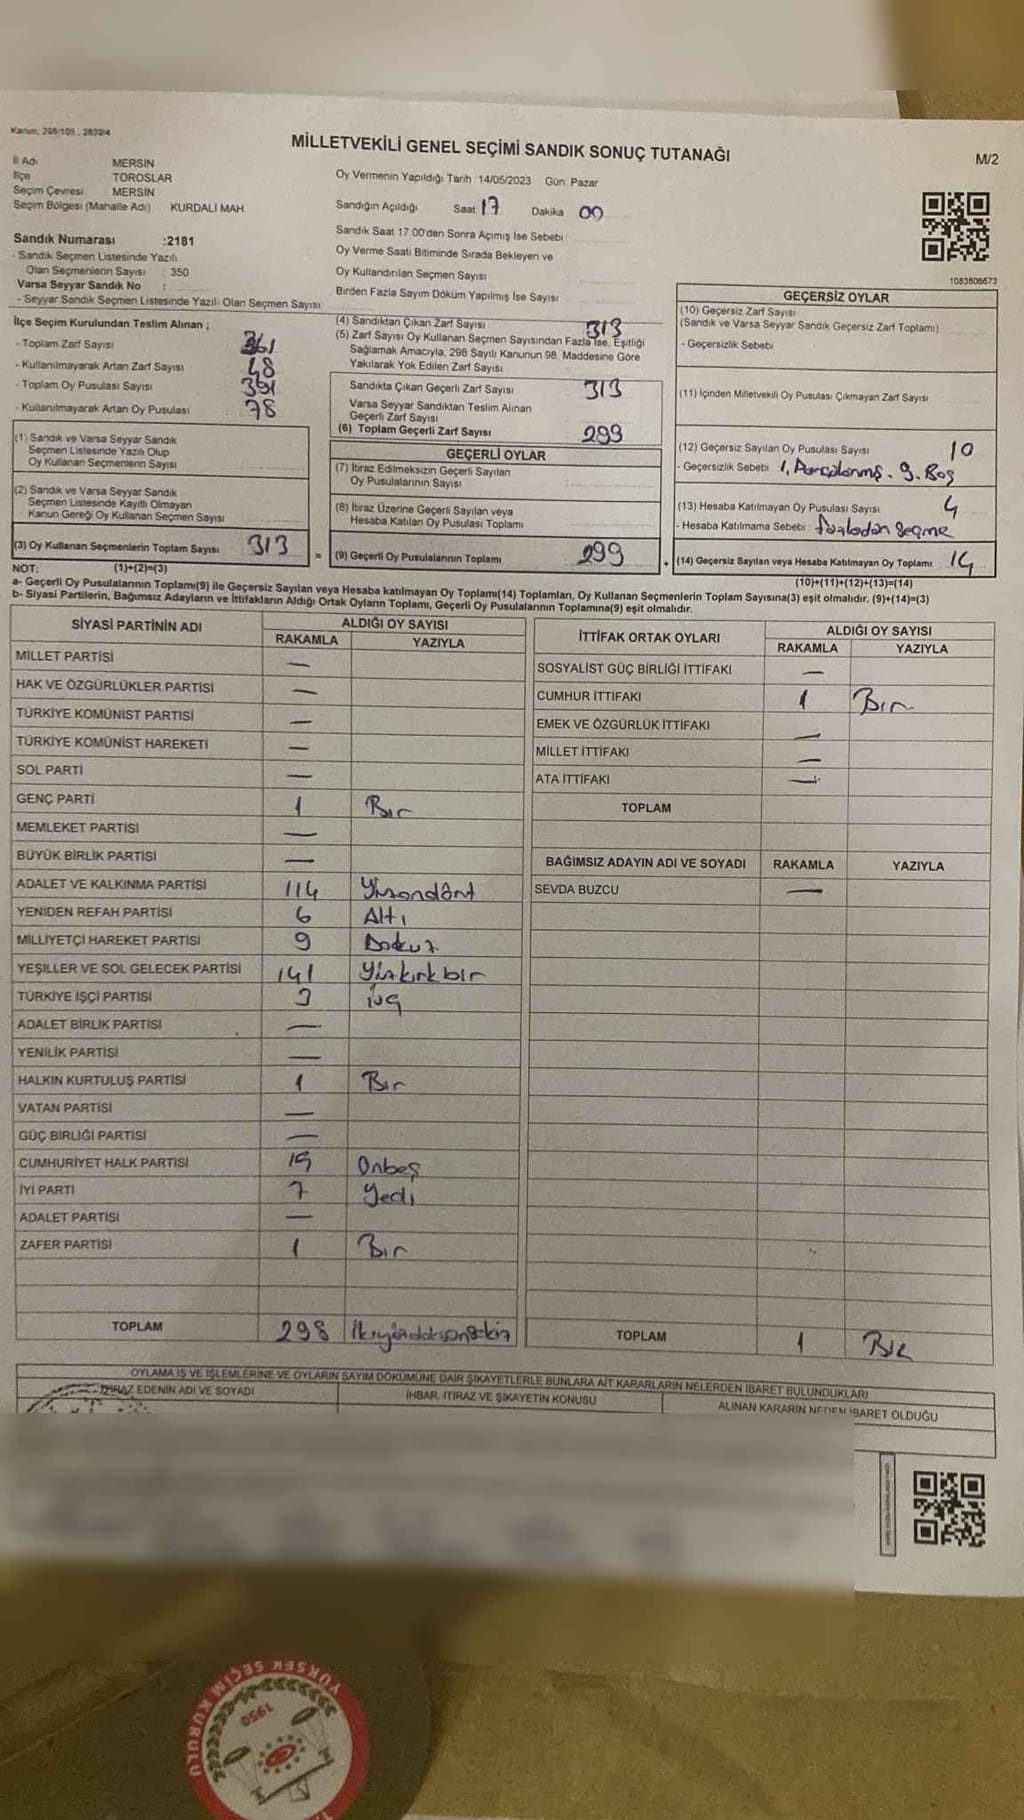 Kanun; 298/105 , 2839/4
MİLLETVEKİLİ GENEL SEÇİMİ SANDIK SONUÇ TUTANAĞI
M/2
İl Adı MERSİN
İlçe TOROSLAR
Seçim Çevresi MERSİN
Seçim Bölgesi (Mahalle Adı) KURDALİ MAH
Sandık Numarası :2181
- Sandık Seçmen Listesinde Yazılı
Olan Seçmenlerin Sayısı : 350
Varsa Seyyar Sandık No :
- Seyyar Sandık Seçmen Listesinde Yazılı Olan Seçmen Sayısı:
Oy Vermenin Yapıldığı Tarih :14/05/2023 Gün: Pazar
Sandığın Açıldığı Saat 17 Dakika 00
Sandık Saat 17 00'den Sonra Açımış İse Sebebi :
Oy Verme Saati Bitiminde Sırada Bekleyen ve
Oy Kullandırılan Seçmen Sayısı
Birden Fazla Sayım Döküm Yapılmış İse Sayısı
1083806673
İlçe Seçim Kurulundan Teslim Alınan ;
- Toplam Zarf Sayısı 361
- Kullanılmayarak Artan Zarf Sayısı 48
- Toplam Oy Pusulası Sayısı 391
- Kullanılmayarak Artan Oy Pusulası 78
(1) Sandık ve Varsa Seyyar Sandık
Seçmen Listesinde Yazılı Olup
Oy Kullanan Seçmenlerin Sayısı
(2) Sandık ve Varsa Seyyar Sandık
Seçmen Listesinde Kayıtlı Olmayan
Kanun Gereği Oy Kullanan Seçmen Sayısı
(3) Oy Kullanan Seçmenlerin Toplam Sayısı 313
(4) Sandıktan Çıkan Zarf Sayısı 313
(5) Zarf Sayısı Oy Kullanan Seçmen Sayısından Fazla İse, Eşitliği
Sağlamak Amacıyla; 298 Sayılı Kanunun 98. Maddesine Göre
Yakılarak Yok Edilen Zarf Sayısı
Sandıkta Çıkan Geçerli Zarf Sayısı 313
Varsa Seyyar Sandıktan Teslim Alınan
Geçerli Zarf Sayısı
(6) Toplam Geçerli Zarf Sayısı 299
GEÇERLİ OYLAR
(7) İtiraz Edilmeksizin Geçerli Sayılan
Oy Pusulalarının Sayısı
(8) İtiraz Üzerine Geçerli Sayılan veya
Hesaba Katılan Oy Pusulası Toplamı
= (9) Geçerli Oy Pusulalarının Toplamı 299
GEÇERSİZ OYLAR
(10) Geçersiz Zarf Sayısı
(Sandık ve Varsa Seyyar Sandık Geçersiz Zarf Toplamı)
- Geçersizlik Sebebi
(11) İçinden Milletvekili Oy Pusulası Çıkmayan Zarf Sayısı
(12) Geçersiz Sayılan Oy Pusulası Sayısı 10
- Geçersizlik Sebebi 1. Parçalanmış. 9. Boş
(13) Hesaba Katılmayan Oy Pusulası Sayısı 4
- Hesaba Katılmama Sebebi : fazladan seçme
+ (14) Geçersiz Sayılan veya Hesaba Katılmayan Oy Toplamı 14
NOT: (1)+(2)=(3)
(10)+(11)+(12)+(13)=(14)
a- Geçerli Oy Pusulalarının Toplamı(9) ile Geçersiz Sayılan veya Hesaba katılmayan Oy Toplamı(14) Toplamları, Oy Kullanan Seçmenlerin Toplam Sayısına(3) eşit olmalıdır. (9)+(14)=(3)
b- Siyasi Partilerin, Bağımsız Adayların ve İttifakların Aldığı Ortak Oyların Toplamı, Geçerli Oy Pusulalarının Toplamına(9) eşit olmalıdır.
SİYASİ PARTİNİN ADI ALDIĞI OY SAYISI
RAKAMLA YAZIYLA
MİLLET PARTİSİ —
HAK VE ÖZGÜRLÜKLER PARTİSİ —
TÜRKİYE KOMÜNİST PARTİSİ —
TÜRKİYE KOMÜNİST HAREKETİ —
SOL PARTİ —
GENÇ PARTİ 1 Bir
MEMLEKET PARTİSİ —
BÜYÜK BİRLİK PARTİSİ —
ADALET VE KALKINMA PARTİSİ 114 Yüzondört
YENİDEN REFAH PARTİSİ 6 Altı
MİLLİYETÇİ HAREKET PARTİSİ 9 Dokuz
YEŞİLLER VE SOL GELECEK PARTİSİ 141 Yüzkırkbir
TÜRKİYE İŞÇİ PARTİSİ 3 üç
ADALET BİRLİK PARTİSİ —
YENİLİK PARTİSİ —
HALKIN KURTULUŞ PARTİSİ 1 Bir
VATAN PARTİSİ —
GÜÇ BİRLİĞİ PARTİSİ —
CUMHURİYET HALK PARTİSİ 15 Onbeş
İYİ PARTİ 7 Yedi
ADALET PARTİSİ —
ZAFER PARTİSİ 1 Bir
TOPLAM 298 İkiyüzdoksansekiz
İTTİFAK ORTAK OYLARI ALDIĞI OY SAYISI
RAKAMLA YAZIYLA
SOSYALİST GÜÇ BİRLİĞİ İTTİFAKI —
CUMHUR İTTİFAKI 1 Bir
EMEK VE ÖZGÜRLÜK İTTİFAKI —
MİLLET İTTİFAKI —
ATA İTTİFAKI —
TOPLAM
BAĞIMSIZ ADAYIN ADI VE SOYADI RAKAMLA YAZIYLA
SEVDA BUZCU —
TOPLAM 1 BİR
OYLAMA İŞ VE İŞLEMLERİNE VE OYLARIN SAYIM DÖKÜMÜNE DAİR ŞİKAYETLERLE BUNLARA AİT KARARLARIN NELERDEN İBARET BULUNDUKLARI
İTİRAZ EDENİN ADI VE SOYADI
İHBAR, İTİRAZ VE ŞİKAYETİN KONUSU
ALINAN KARARIN NEDEN İBARET OLDUĞU
YÜKSEK SEÇİM KURULU
1950